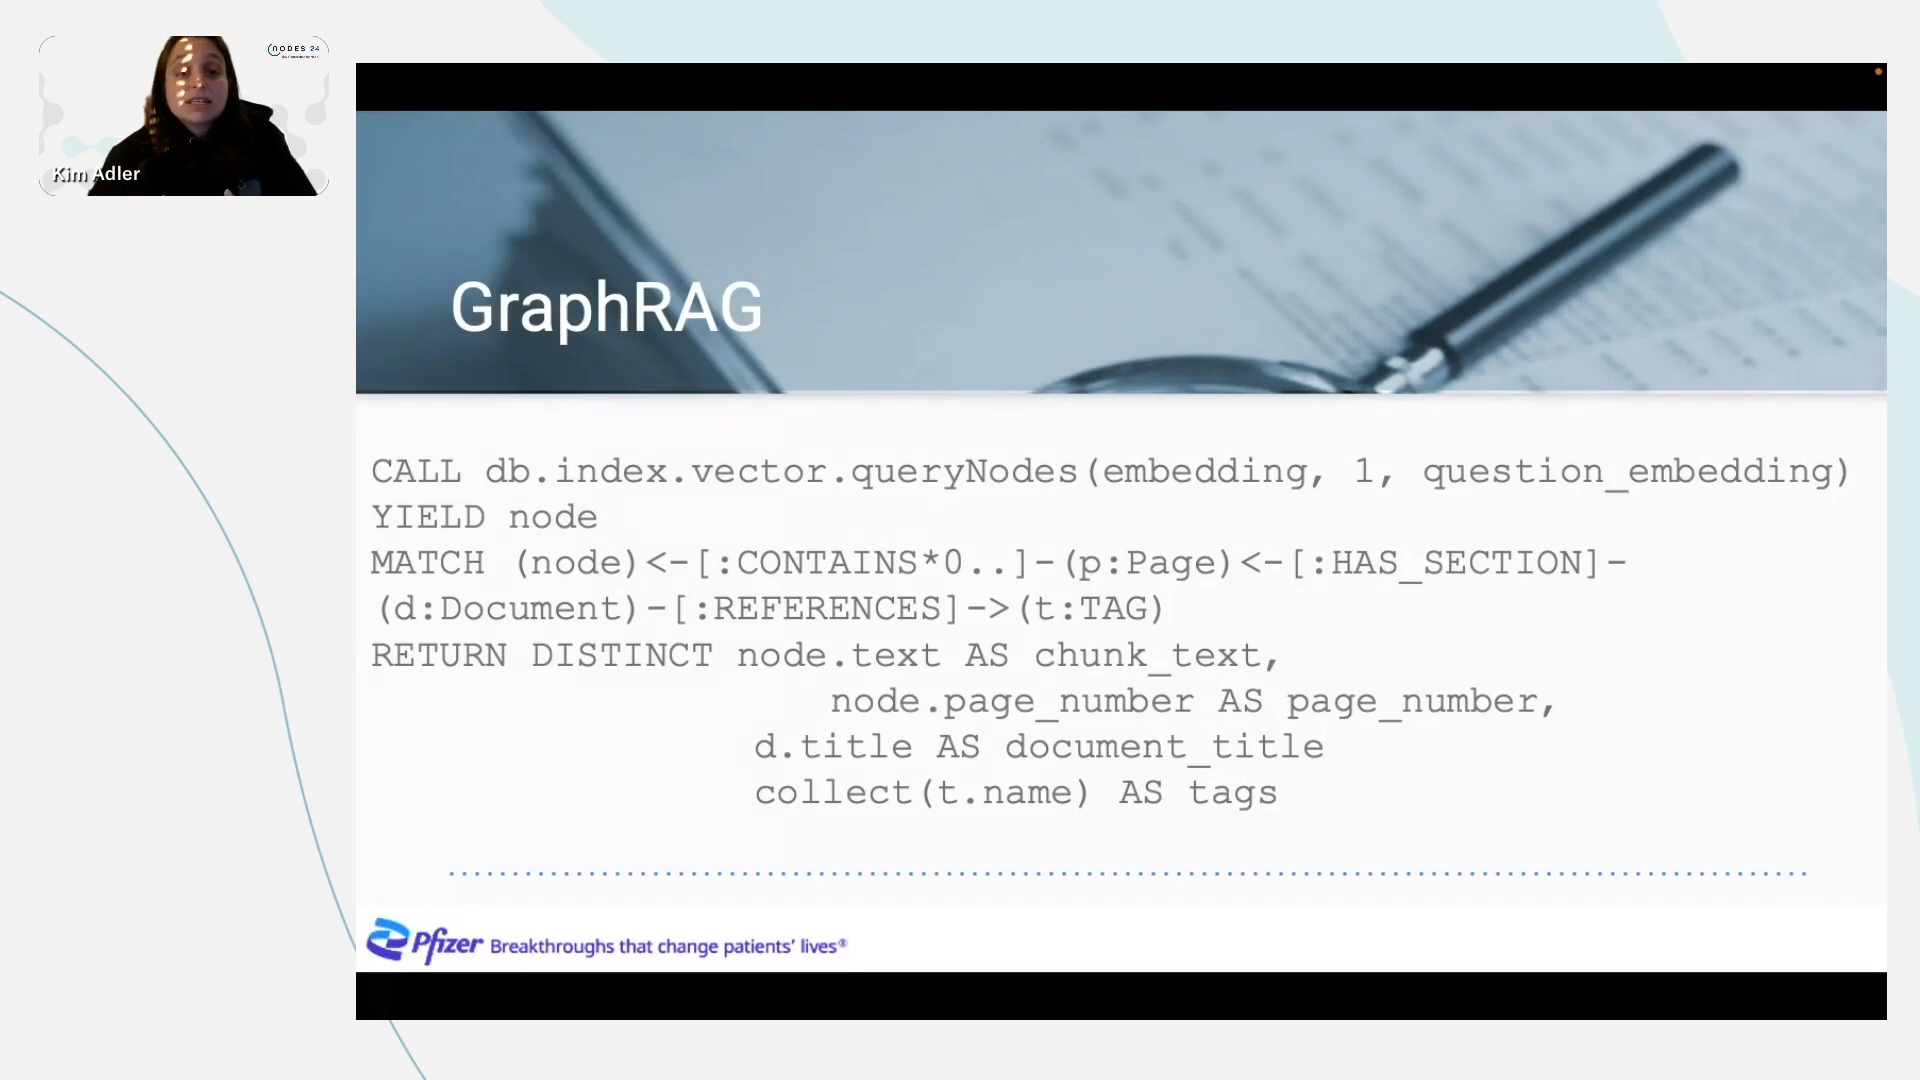 NODES 24
Kim Adler
GraphRAG
CALL db.index.vector.queryNodes(embedding, 1, question_embedding)
YIELD node
MATCH (node)<-[:CONTAINS*0..]-(p:Page)<-[:HAS_SECTION]-
(d:Document)-[:REFERENCES]->(t:TAG)
RETURN DISTINCT node.text AS chunk_text,
node.page_number AS page_number,
d.title AS document_title
collect(t.name) AS tags
Pfizer Breakthroughs that change patients' lives®